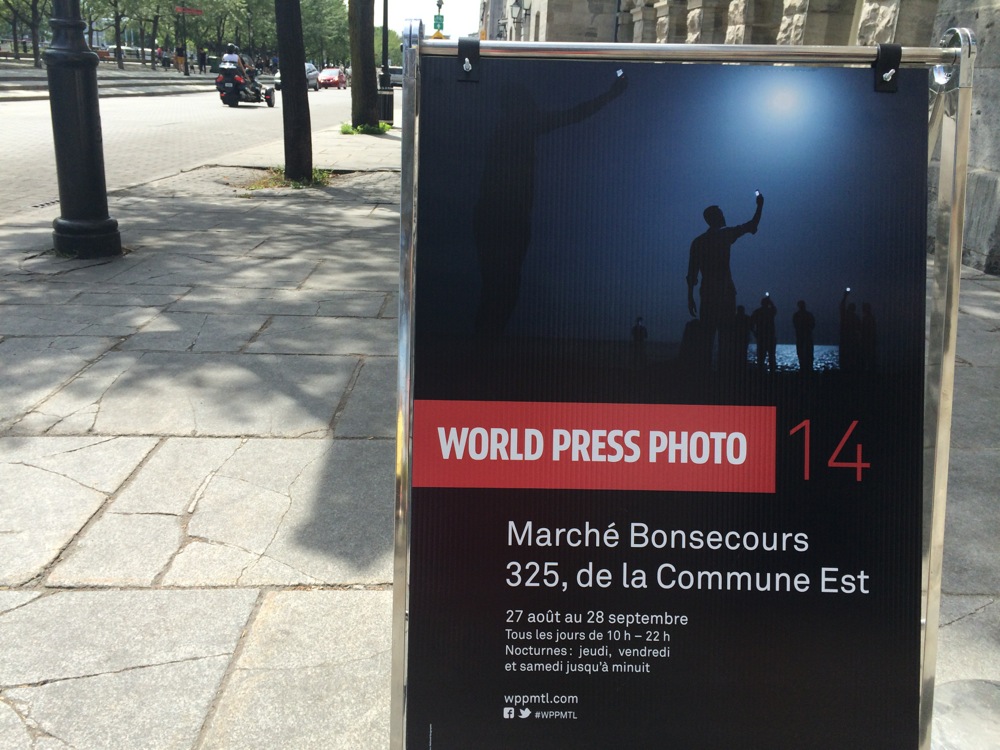 WORLD PRESS PHOTO 14
Marché Bonsecours
325, de la Commune Est
27 août au 28 septembre
Tous les jours de 10 h – 22 h
Nocturnes : jeudi, vendredi
et samedi jusqu'à minuit
wppmtl.com
#WPPMTL